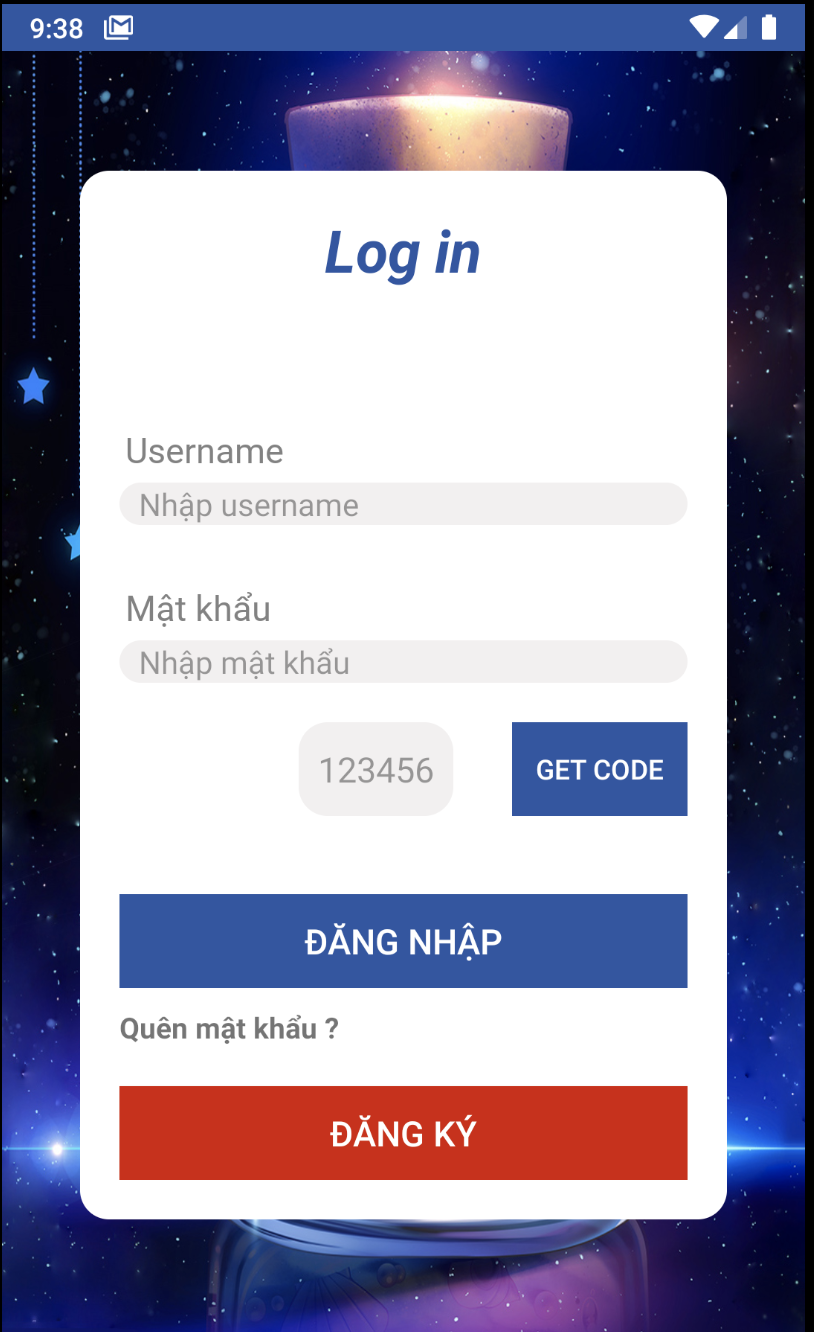 9:38
Log in
Username
Nhập username
Mật khẩu
Nhập mật khẩu
123456
GET CODE
ĐĂNG NHẬP
Quên mật khẩu ?
ĐĂNG KÝ